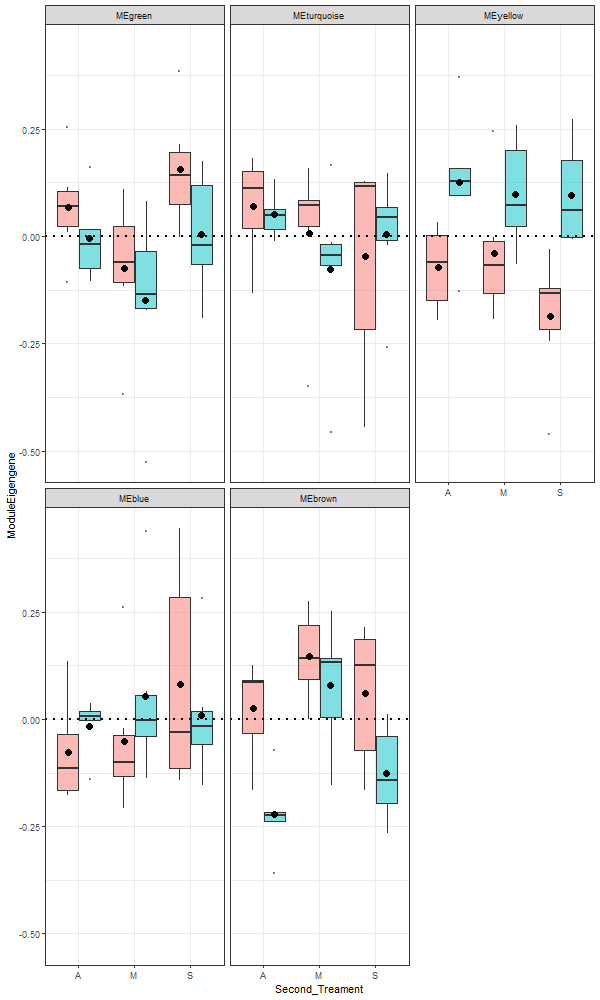 MEgreen
MEturquoise
MEyellow
0.25
0.00
-0.25
-0.50
A
M
S
ModuleEigengene
MEblue
MEbrown
0.25
0.00
-0.25
-0.50
A
M
S
A
M
S
Second_Treament